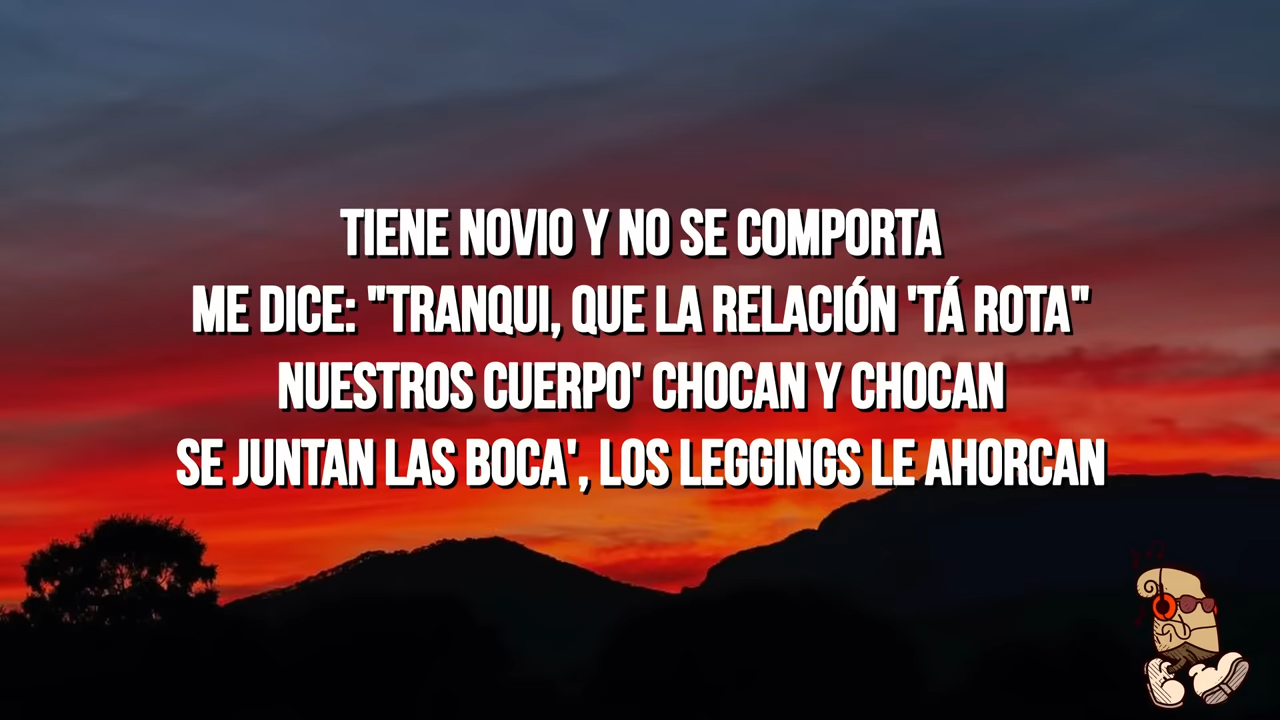 TIENE NOVIO Y NO SE COMPORTA
ME DICE: "TRANQUI, QUE LA RELACIÓN 'TÁ ROTA"
NUESTROS CUERPO' CHOCAN Y CHOCAN
SE JUNTAN LAS BOCA', LOS LEGGINGS LE AHORCAN